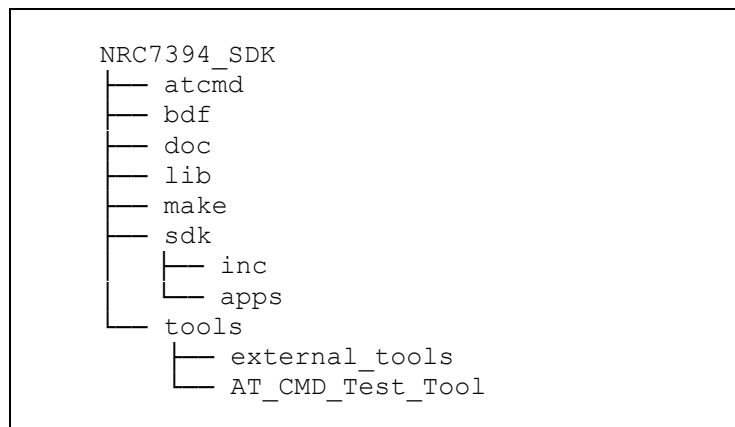 NRC7394_SDK
├── atcmd
├── bdf
├── doc
├── lib
├── make
├── sdk
│   ├── inc
│   └── apps
└── tools
    ├── external_tools
    └── AT_CMD_Test_Tool